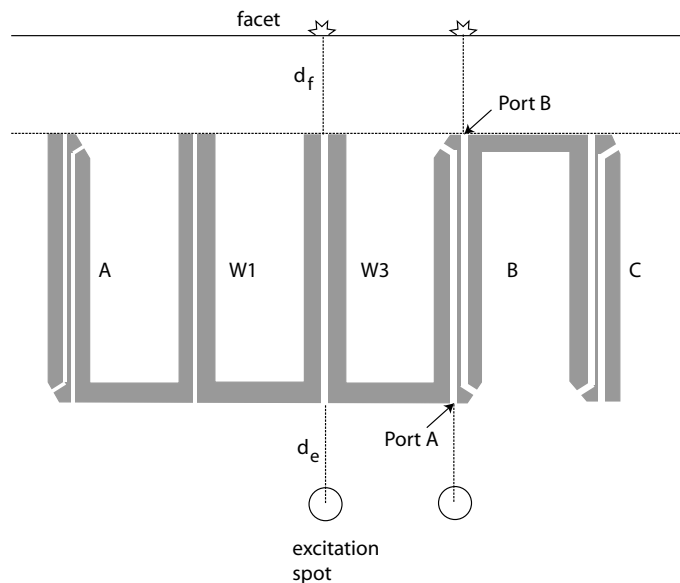 facet
d_f
Port B
A
W1
W3
B
C
Port A
d_e
excitation
spot